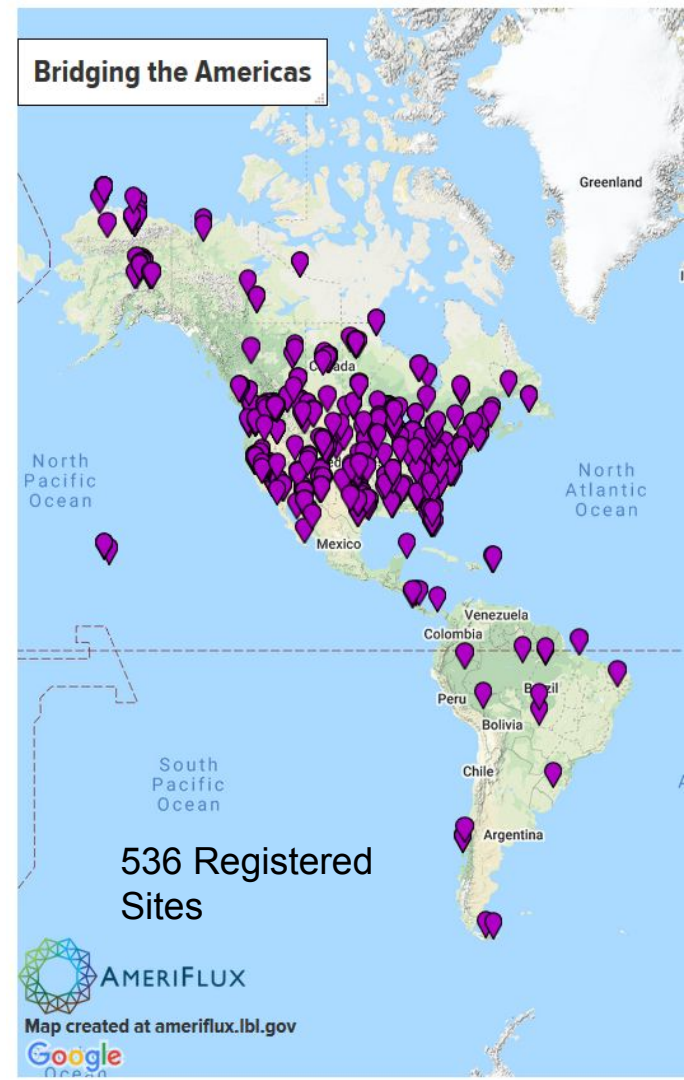 Bridging the Americas
Greenland
North
Pacific
Ocean
North
Atlantic
Ocean
Mexico
Venezuela
Colombia
Peru
Bolivia
Chile
South
Pacific
Ocean
Argentina
536 Registered
Sites
AMERIFLUX
Map created at ameriflux.lbl.gov
Google
Ocean